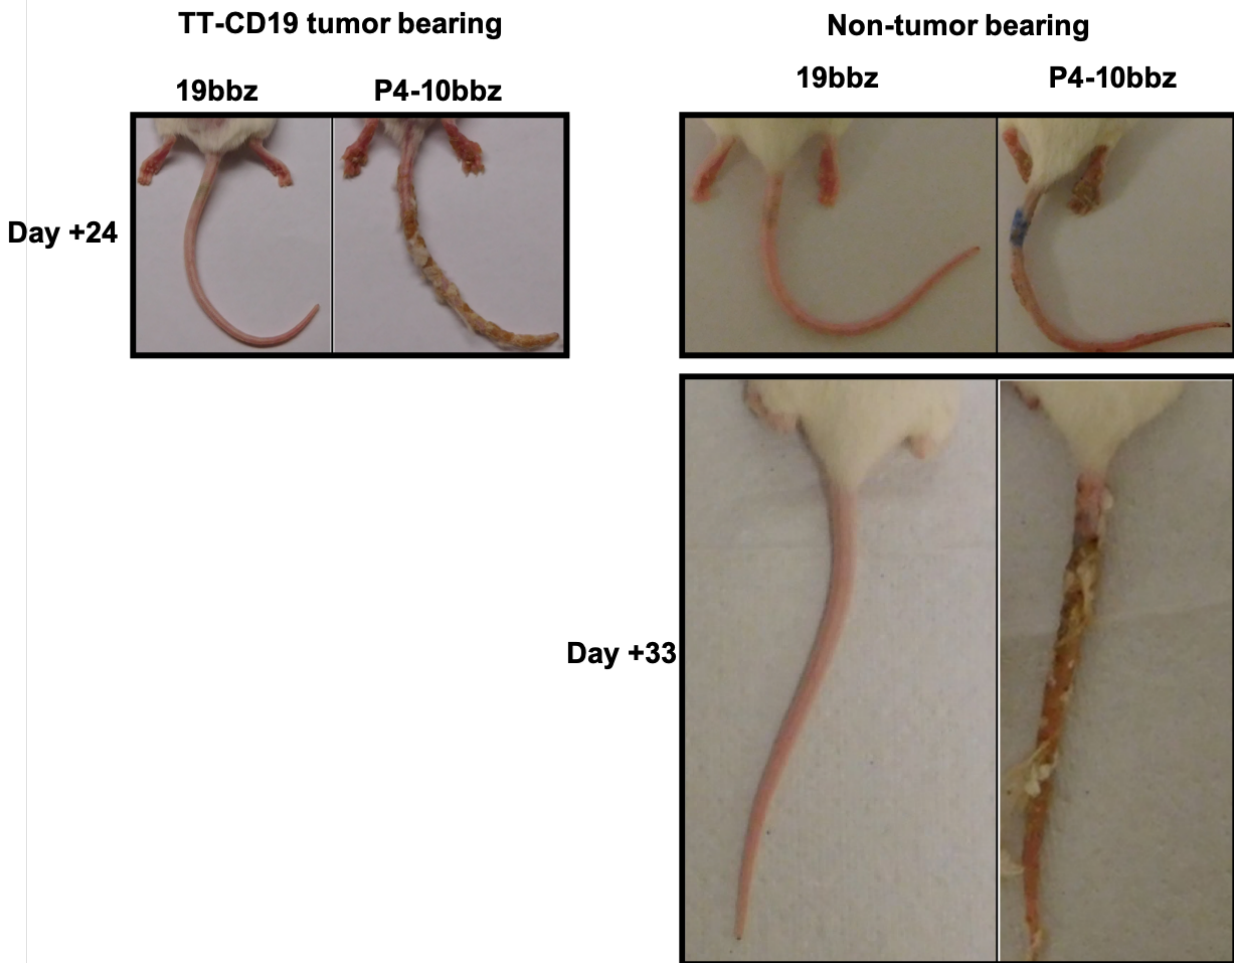 TT-CD19 tumor bearing
Non-tumor bearing
19bbz
P4-10bbz
19bbz
P4-10bbz
Day +24
Day +33